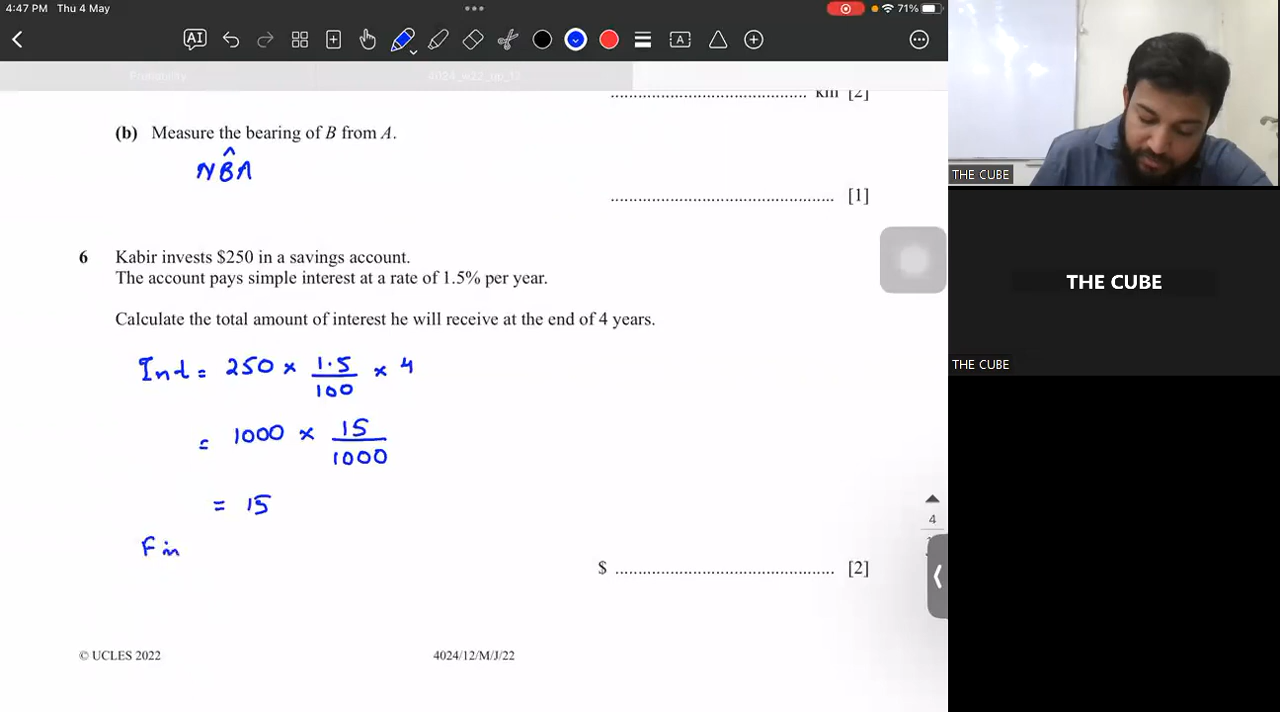 4:47 PM Thu 4 May
71%
AI
A
Probability
4024_w22_qp_12
km [2]
(b) Measure the bearing of B from A.
NB̂A
[1]
6 Kabir invests $250 in a savings account.
The account pays simple interest at a rate of 1.5% per year.
Calculate the total amount of interest he will receive at the end of 4 years.
Int = 250 × 1.5/100 × 4
= 1000 × 15/1000
= 15
Fin
$ .................................................. [2]
4
© UCLES 2022
4024/12/M/J/22
THE CUBE
THE CUBE
THE CUBE